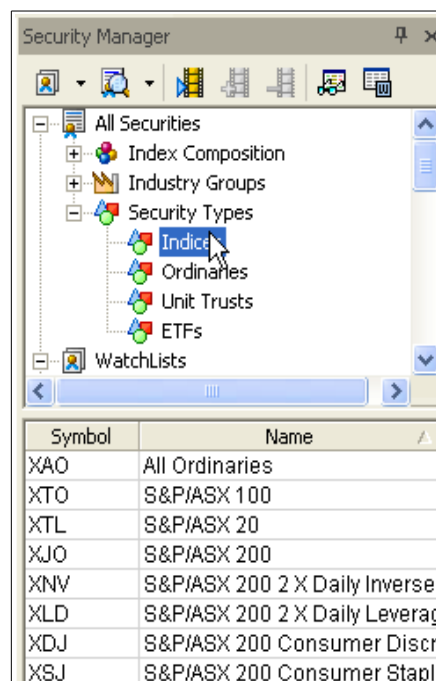 Security Manager
All Securities
Index Composition
Industry Groups
Security Types
Indices
Ordinaries
Unit Trusts
ETFs
WatchLists
Symbol Name
XAO All Ordinaries
XTO S&P/ASX 100
XTL S&P/ASX 20
XJO S&P/ASX 200
XNV S&P/ASX 200 2 X Daily Inverse
XLD S&P/ASX 200 2 X Daily Leverag
XDJ S&P/ASX 200 Consumer Discr
XSJ S&P/ASX 200 Consumer Stapl